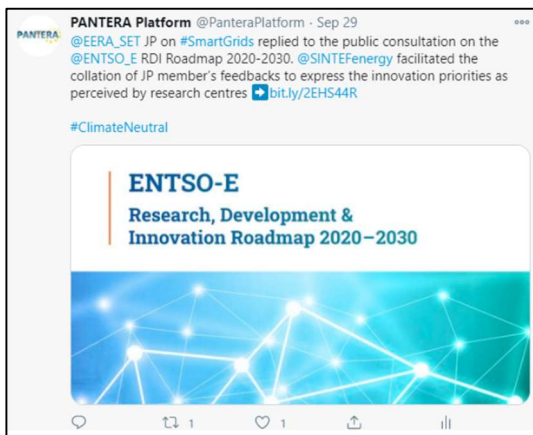 PANTERA Platform @PanteraPlatform · Sep 29
PANTERA
@EERA_SET JP on #SmartGrids replied to the public consultation on the
@ENTSO_E RDI Roadmap 2020-2030. @SINTEFenergy facilitated the
collation of JP member's feedbacks to express the innovation priorities as
perceived by research centres ➡bit.ly/2EHS44R
#ClimateNeutral
ENTSO-E
Research, Development &
Innovation Roadmap 2020–2030
1 1